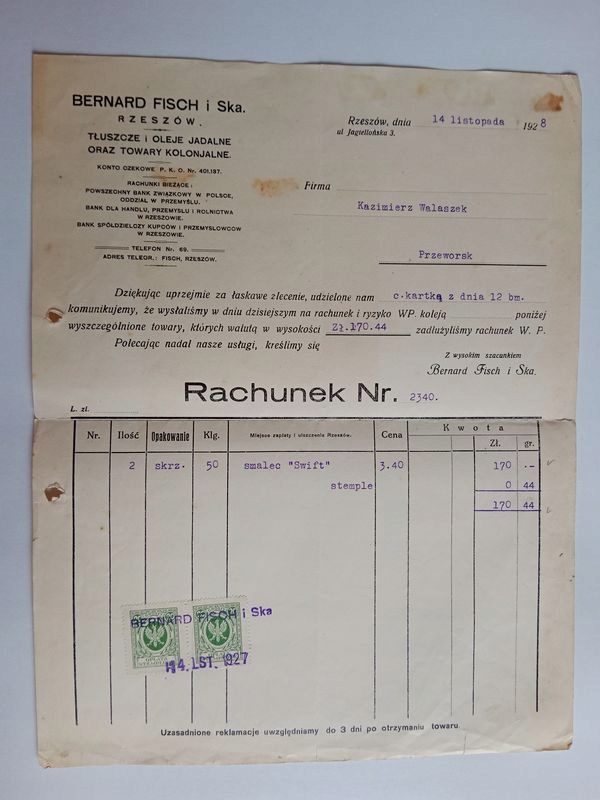 BERNARD FISCH i Ska.
RZESZÓW.
TŁUSZCZE i OLEJE JADALNE
ORAZ TOWARY KOLONJALNE.
KONTO CZEKOWE P. K. O. Nr. 401,197.
RACHUNKI BIEŻĄCE:
POWSZECHNY BANK ZWIĄZKOWY W POLSCE,
ODDZIAŁ W PRZEMYŚLU.
BANK DLA HANDLU, PRZEMYSŁU I ROLNICTWA
W RZESZOWIE.
BANK SPÓŁDZIELCZY KUPCÓW I PRZEMYSŁOWCÓW
W RZESZOWIE.
TELEFON Nr. 69.
ADRES TELEGR.: FISCH, RZESZÓW.
Rzeszów, dnia 14 listopada 1928
ul. Jagiellońska 3.
Firma
Kazimierz Walaszek
Przeworsk
Dziękując uprzejmie za łaskawe zlecenie, udzielone nam c.kartką z dnia 12 bm.
komunikujemy, że wysłaliśmy w dniu dzisiejszym na rachunek i ryzyko WP. koleją poniżej
wyszczególnione towary, których walutą w wysokości Zł.170.44 zadłużyliśmy rachunek W. P.
Polecając nadal nasze usługi, kreślimy się
Z wysokim szacunkiem
Bernard Fisch i Ska.
Rachunek Nr. 2340.
L. zl.
Nr. Ilość Opakowanie Klg. Miejsce zapłaty i uiszczenia Rzeszów. Cena Kwota
Zł. gr.
2 skrz. 50 smalec "Swift" 3.40 170 .-
stemple 0 44
170 44
BERNARD FISCH i Ska
OPŁATA
STEMPLOWA
14. LST. 1927
Uzasadnione reklamacje uwzględniamy do 3 dni po otrzymaniu towaru.